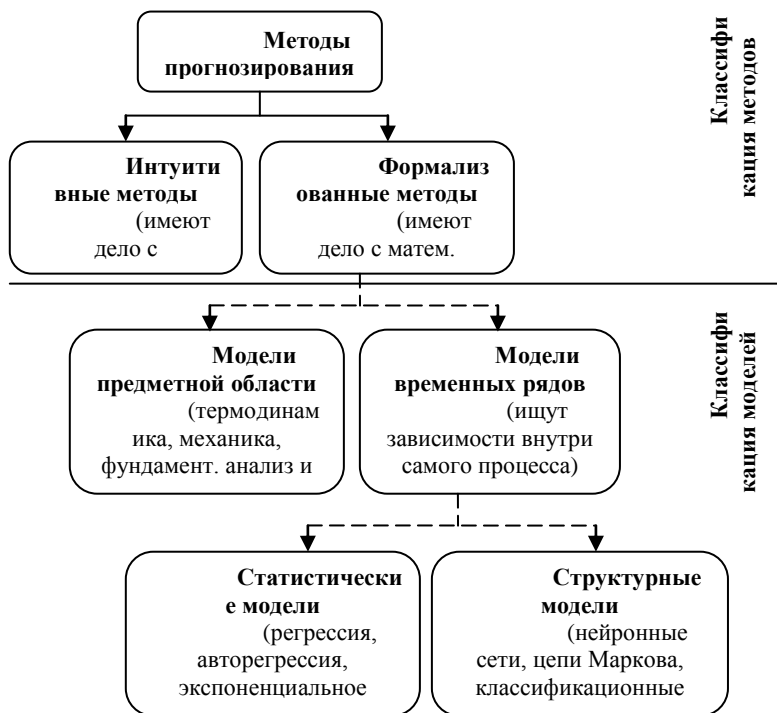 Методы
прогнозирования
Классифи
кация методов
Интуити
вные методы
(имеют
дело с
Формализ
ованные методы
(имеют
дело с матем.
Модели
предметной области
(термодинам
ика, механика,
фундамент. анализ и
Модели
временных рядов
(ищут
зависимости внутри
самого процесса)
Классифи
кация моделей
Статистически
е модели
(регрессия,
авторегрессия,
экспоненциальное
Структурные
модели
(нейронные
сети, цепи Маркова,
классификационные